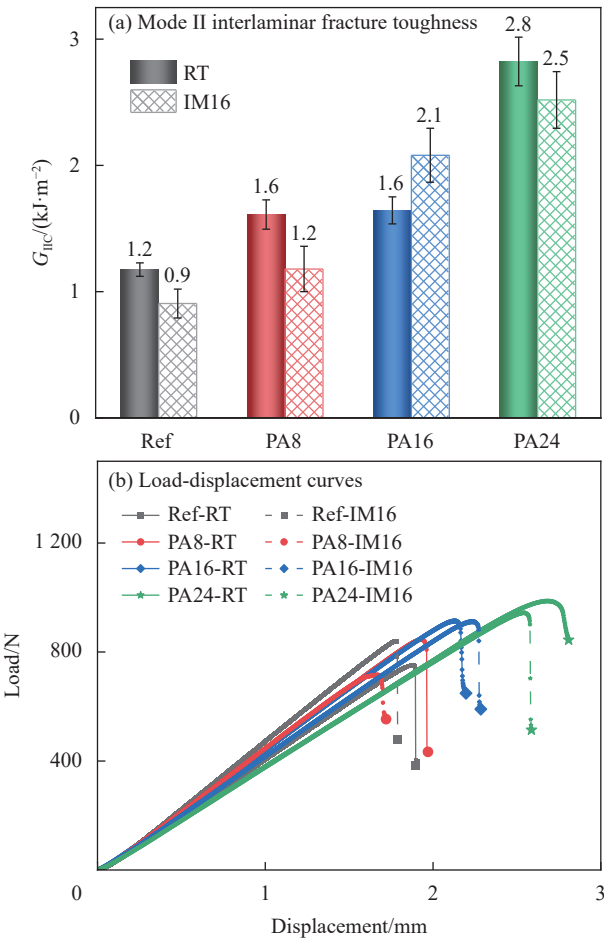 (a) Mode II interlaminar fracture toughness
RT
IM16
G_IIC/(kJ·m⁻²)
3
2
1
0
1.2
0.9
1.6
1.2
1.6
2.1
2.8
2.5
Ref
PA8
PA16
PA24
(b) Load-displacement curves
Ref-RT
Ref-IM16
PA8-RT
PA8-IM16
PA16-RT
PA16-IM16
PA24-RT
PA24-IM16
Load/N
1 200
800
400
0
1
2
3
Displacement/mm